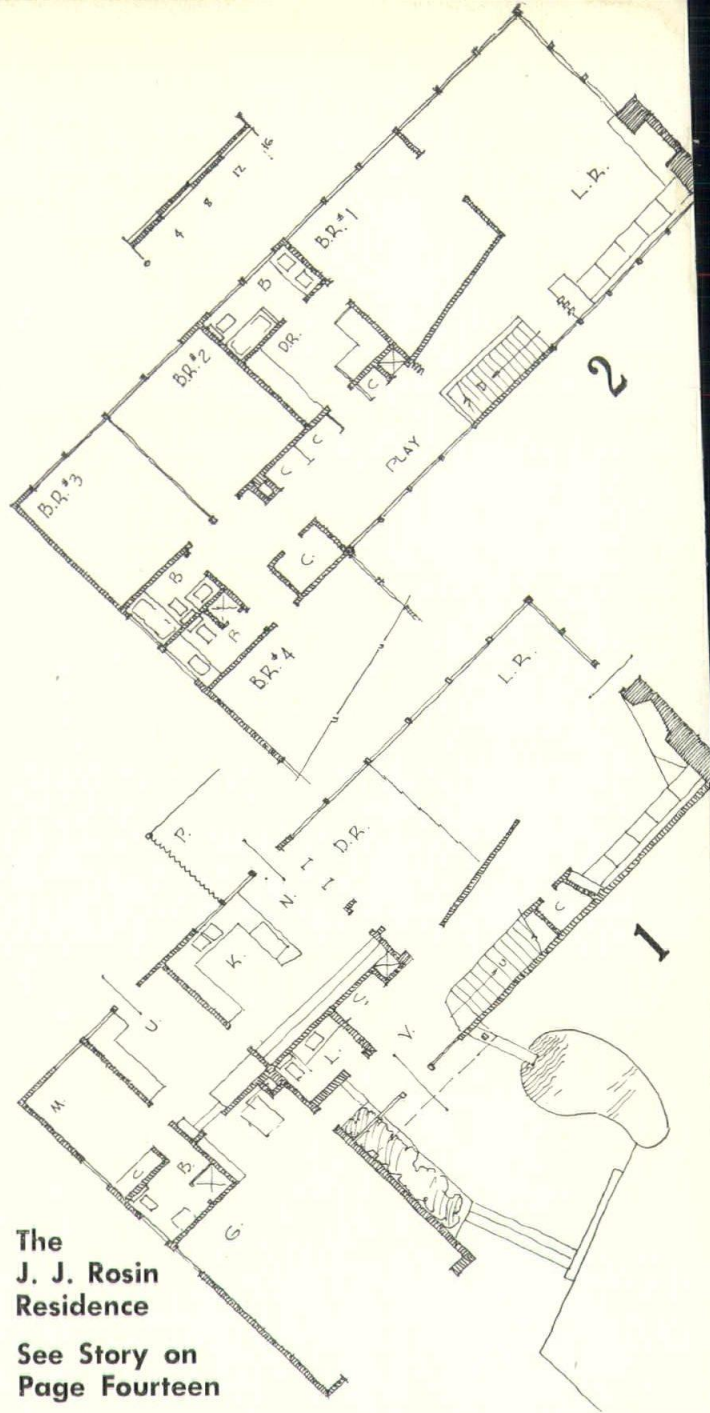 0 4 8 12 16
L.R.
B.R.#1
B
D.R.
B.R.#2
C
C
C
PLAY
D
2
B.R.#3
B
C.
B
B.R.#4
L.R.
D.R.
P.
N.
K.
C
U
1
U.
C.
V.
L.
M.
C
B.
G.
The
J. J. Rosin
Residence
See Story on
Page Fourteen